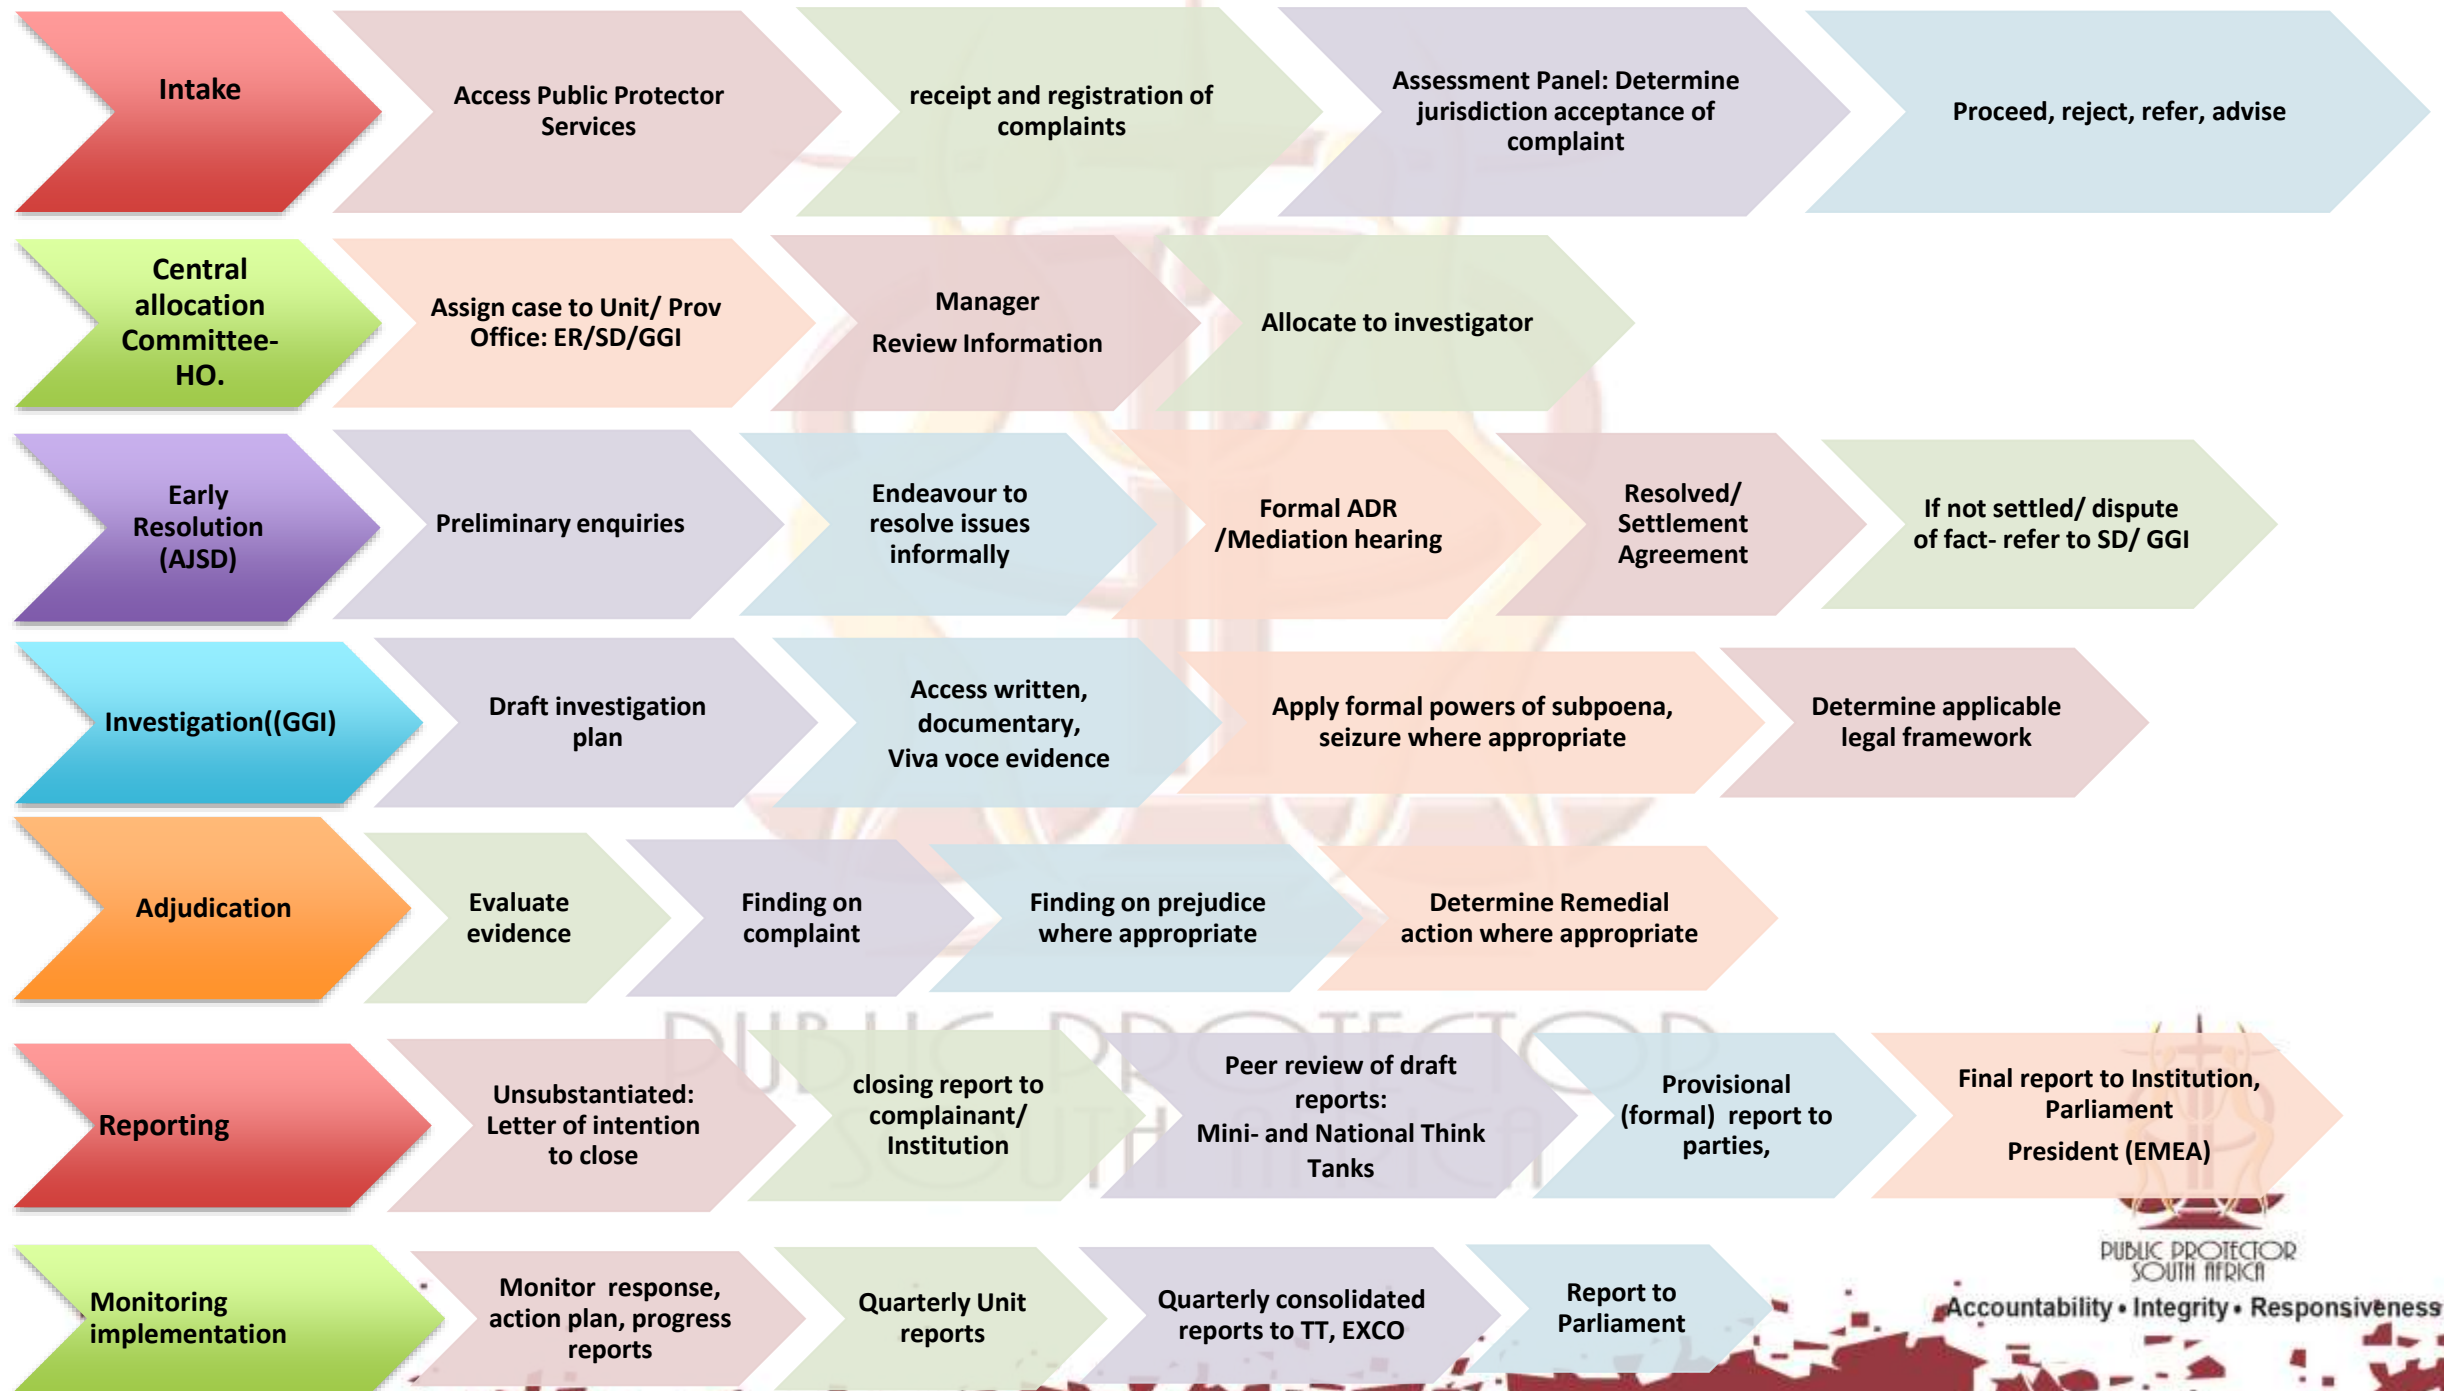 Intake
Access Public Protector
Services
receipt and registration of
complaints
Assessment Panel: Determine
jurisdiction acceptance of
complaint
Proceed, reject, refer, advise
Central
allocation
Committee-
HO.
Assign case to Unit/ Prov
Office: ER/SD/GGI
Manager
Review Information
Allocate to investigator
Early
Resolution
(AJSD)
Preliminary enquiries
Endeavour to
resolve issues
informally
Formal ADR
/Mediation hearing
Resolved/
Settlement
Agreement
If not settled/ dispute
of fact- refer to SD/ GGI
Investigation((GGI)
Draft investigation
plan
Access written,
documentary,
Viva voce evidence
Apply formal powers of subpoena,
seizure where appropriate
Determine applicable
legal framework
Adjudication
Evaluate
evidence
Finding on
complaint
Finding on prejudice
where appropriate
Determine Remedial
action where appropriate
PUBLIC PROTECTOR
SOUTH AFRICA
Reporting
Unsubstantiated:
Letter of intention
to close
closing report to
complainant/
Institution
Peer review of draft
reports:
Mini- and National Think
Tanks
Provisional
(formal) report to
parties,
Final report to Institution,
Parliament
President (EMEA)
Monitoring
implementation
Monitor response,
action plan, progress
reports
Quarterly Unit
reports
Quarterly consolidated
reports to TT, EXCO
Report to
Parliament
PUBLIC PROTECTOR
SOUTH AFRICA
Accountability • Integrity • Responsiveness